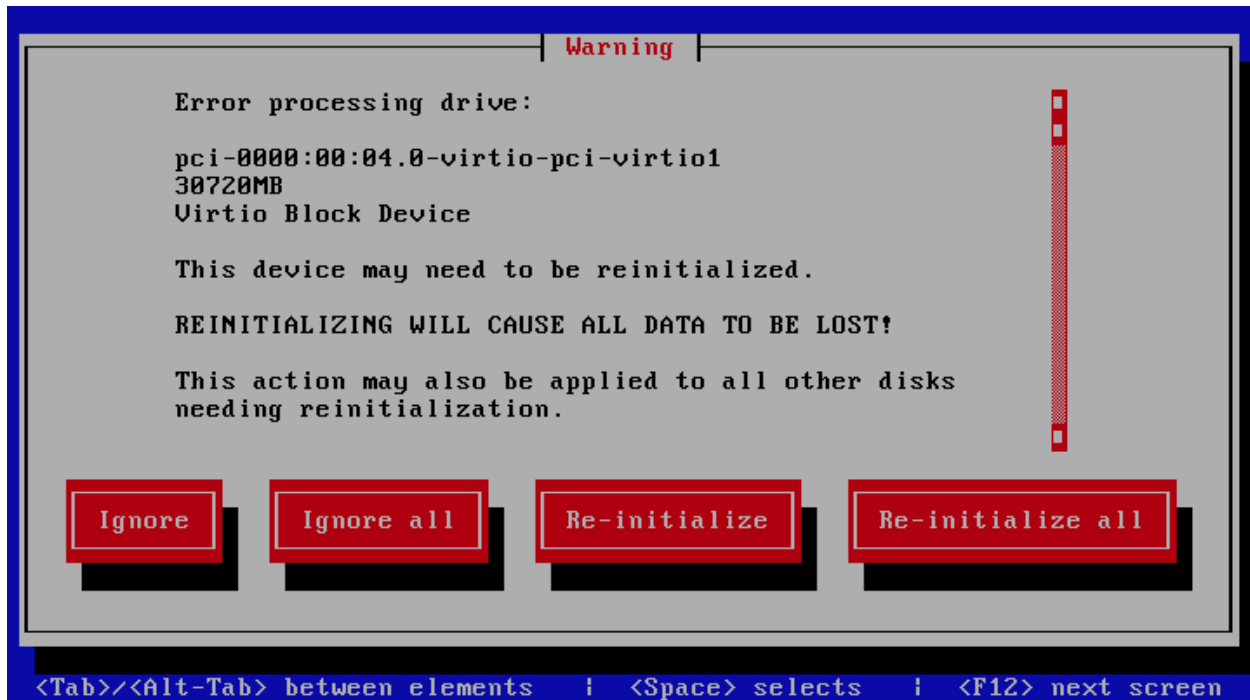 Warning
Error processing drive:
pci-0000:00:04.0-virtio-pci-virtio1
30720MB
Virtio Block Device
This device may need to be reinitialized.
REINITIALIZING WILL CAUSE ALL DATA TO BE LOST!
This action may also be applied to all other disks
needing reinitialization.
Ignore Ignore all Re-initialize Re-initialize all
<Tab>/<Alt-Tab> between elements | <Space> selects | <F12> next screen